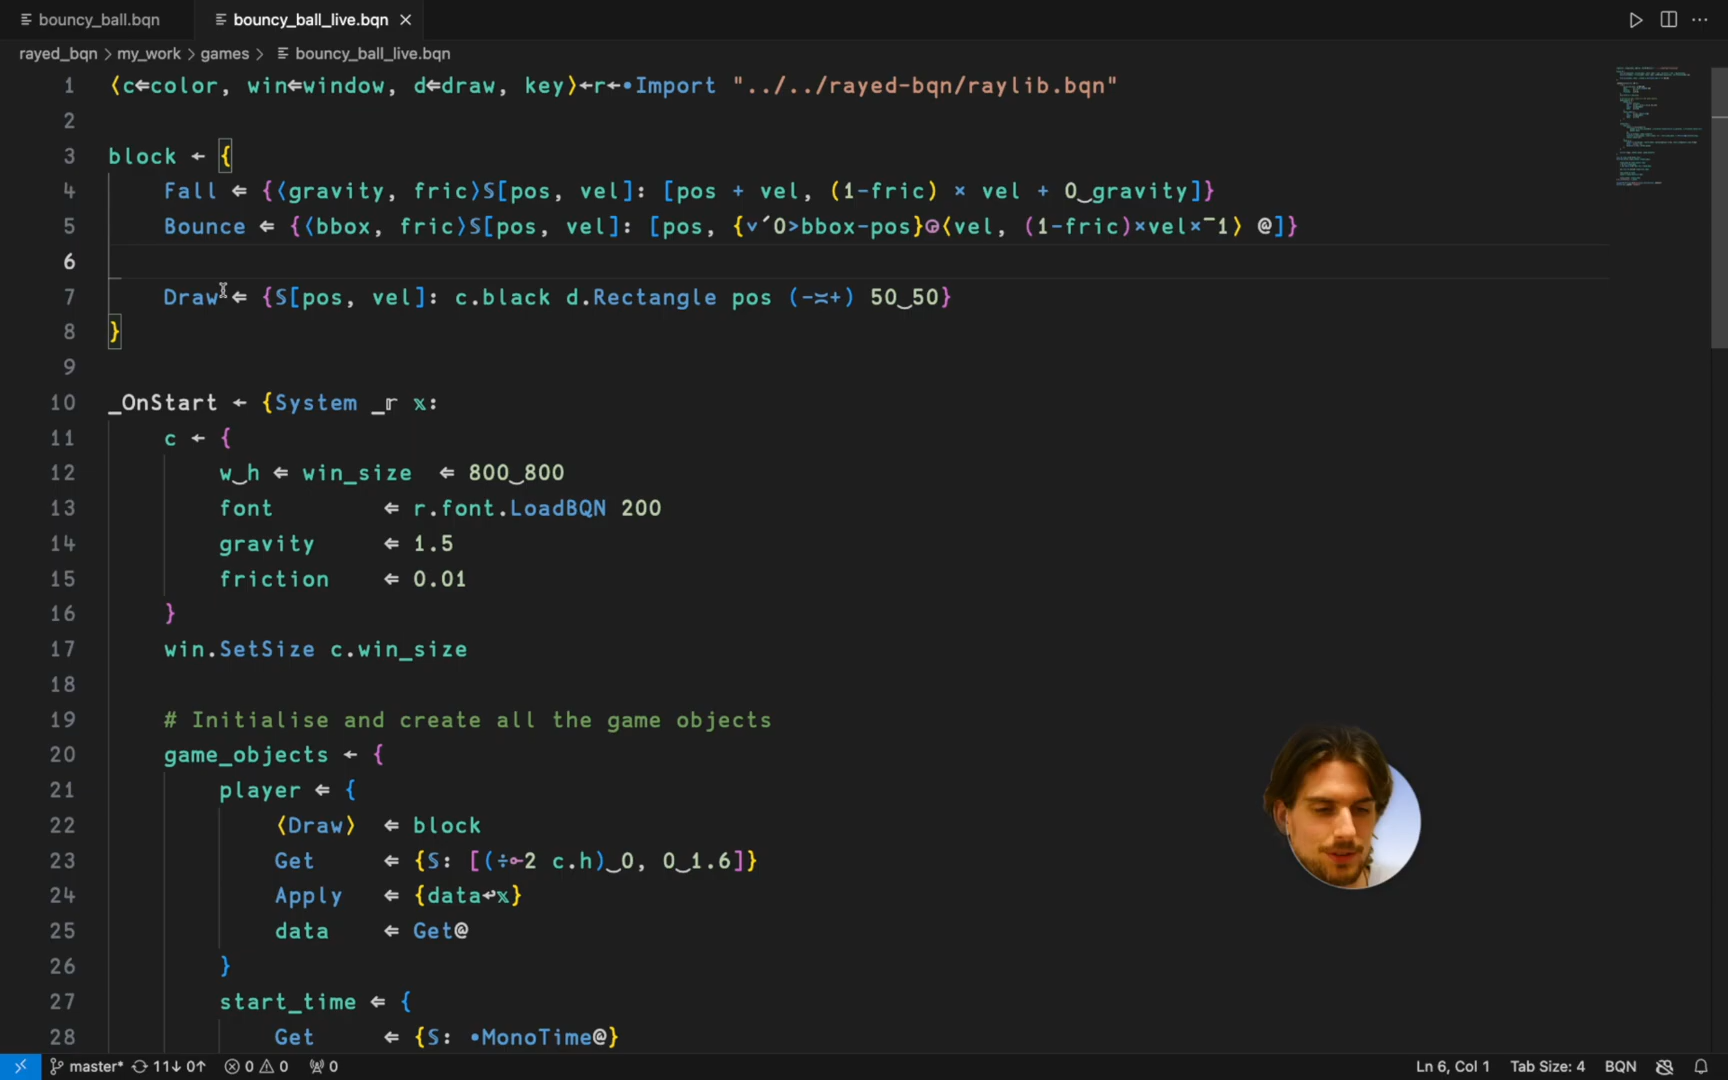 bouncy_ball.bqn
bouncy_ball_live.bqn
rayed_bqn > my_work > games > bouncy_ball_live.bqn
1 ⟨c⇐color, win⇐window, d⇐draw, key⟩←r←•Import "../../rayed-bqn/raylib.bqn"
2
3 block ← {
4 Fall ⇐ {⟨gravity, fric⟩𝕊[pos, vel]: [pos + vel, (1-fric) × vel + 0‿gravity]}
5 Bounce ⇐ {⟨bbox, fric⟩𝕊[pos, vel]: [pos, {∨´0>bbox-pos}◶⟨vel, (1-fric)×vel×¯1⟩ @]}
6
7 Draw ⇐ {𝕊[pos, vel]: c.black d.Rectangle pos (-≍+) 50‿50}
8 }
9
10 _OnStart ← {System _𝕣 𝕩:
11 c ← {
12 w‿h ⇐ win_size ⇐ 800‿800
13 font ⇐ r.font.LoadBQN 200
14 gravity ⇐ 1.5
15 friction ⇐ 0.01
16 }
17 win.SetSize c.win_size
18
19 # Initialise and create all the game objects
20 game_objects ← {
21 player ⇐ {
22 ⟨Draw⟩ ⇐ block
23 Get ⇐ {𝕊: [(÷⟜2 c.h)‿0, 0‿1.6]}
24 Apply ⇐ {data↩𝕩}
25 data ⇐ Get@
26 }
27 start_time ⇐ {
28 Get ⇐ {𝕊: •MonoTime@}
master* 11↓ 0↑ 0 0 0 Ln 6, Col 1 Tab Size: 4 BQN